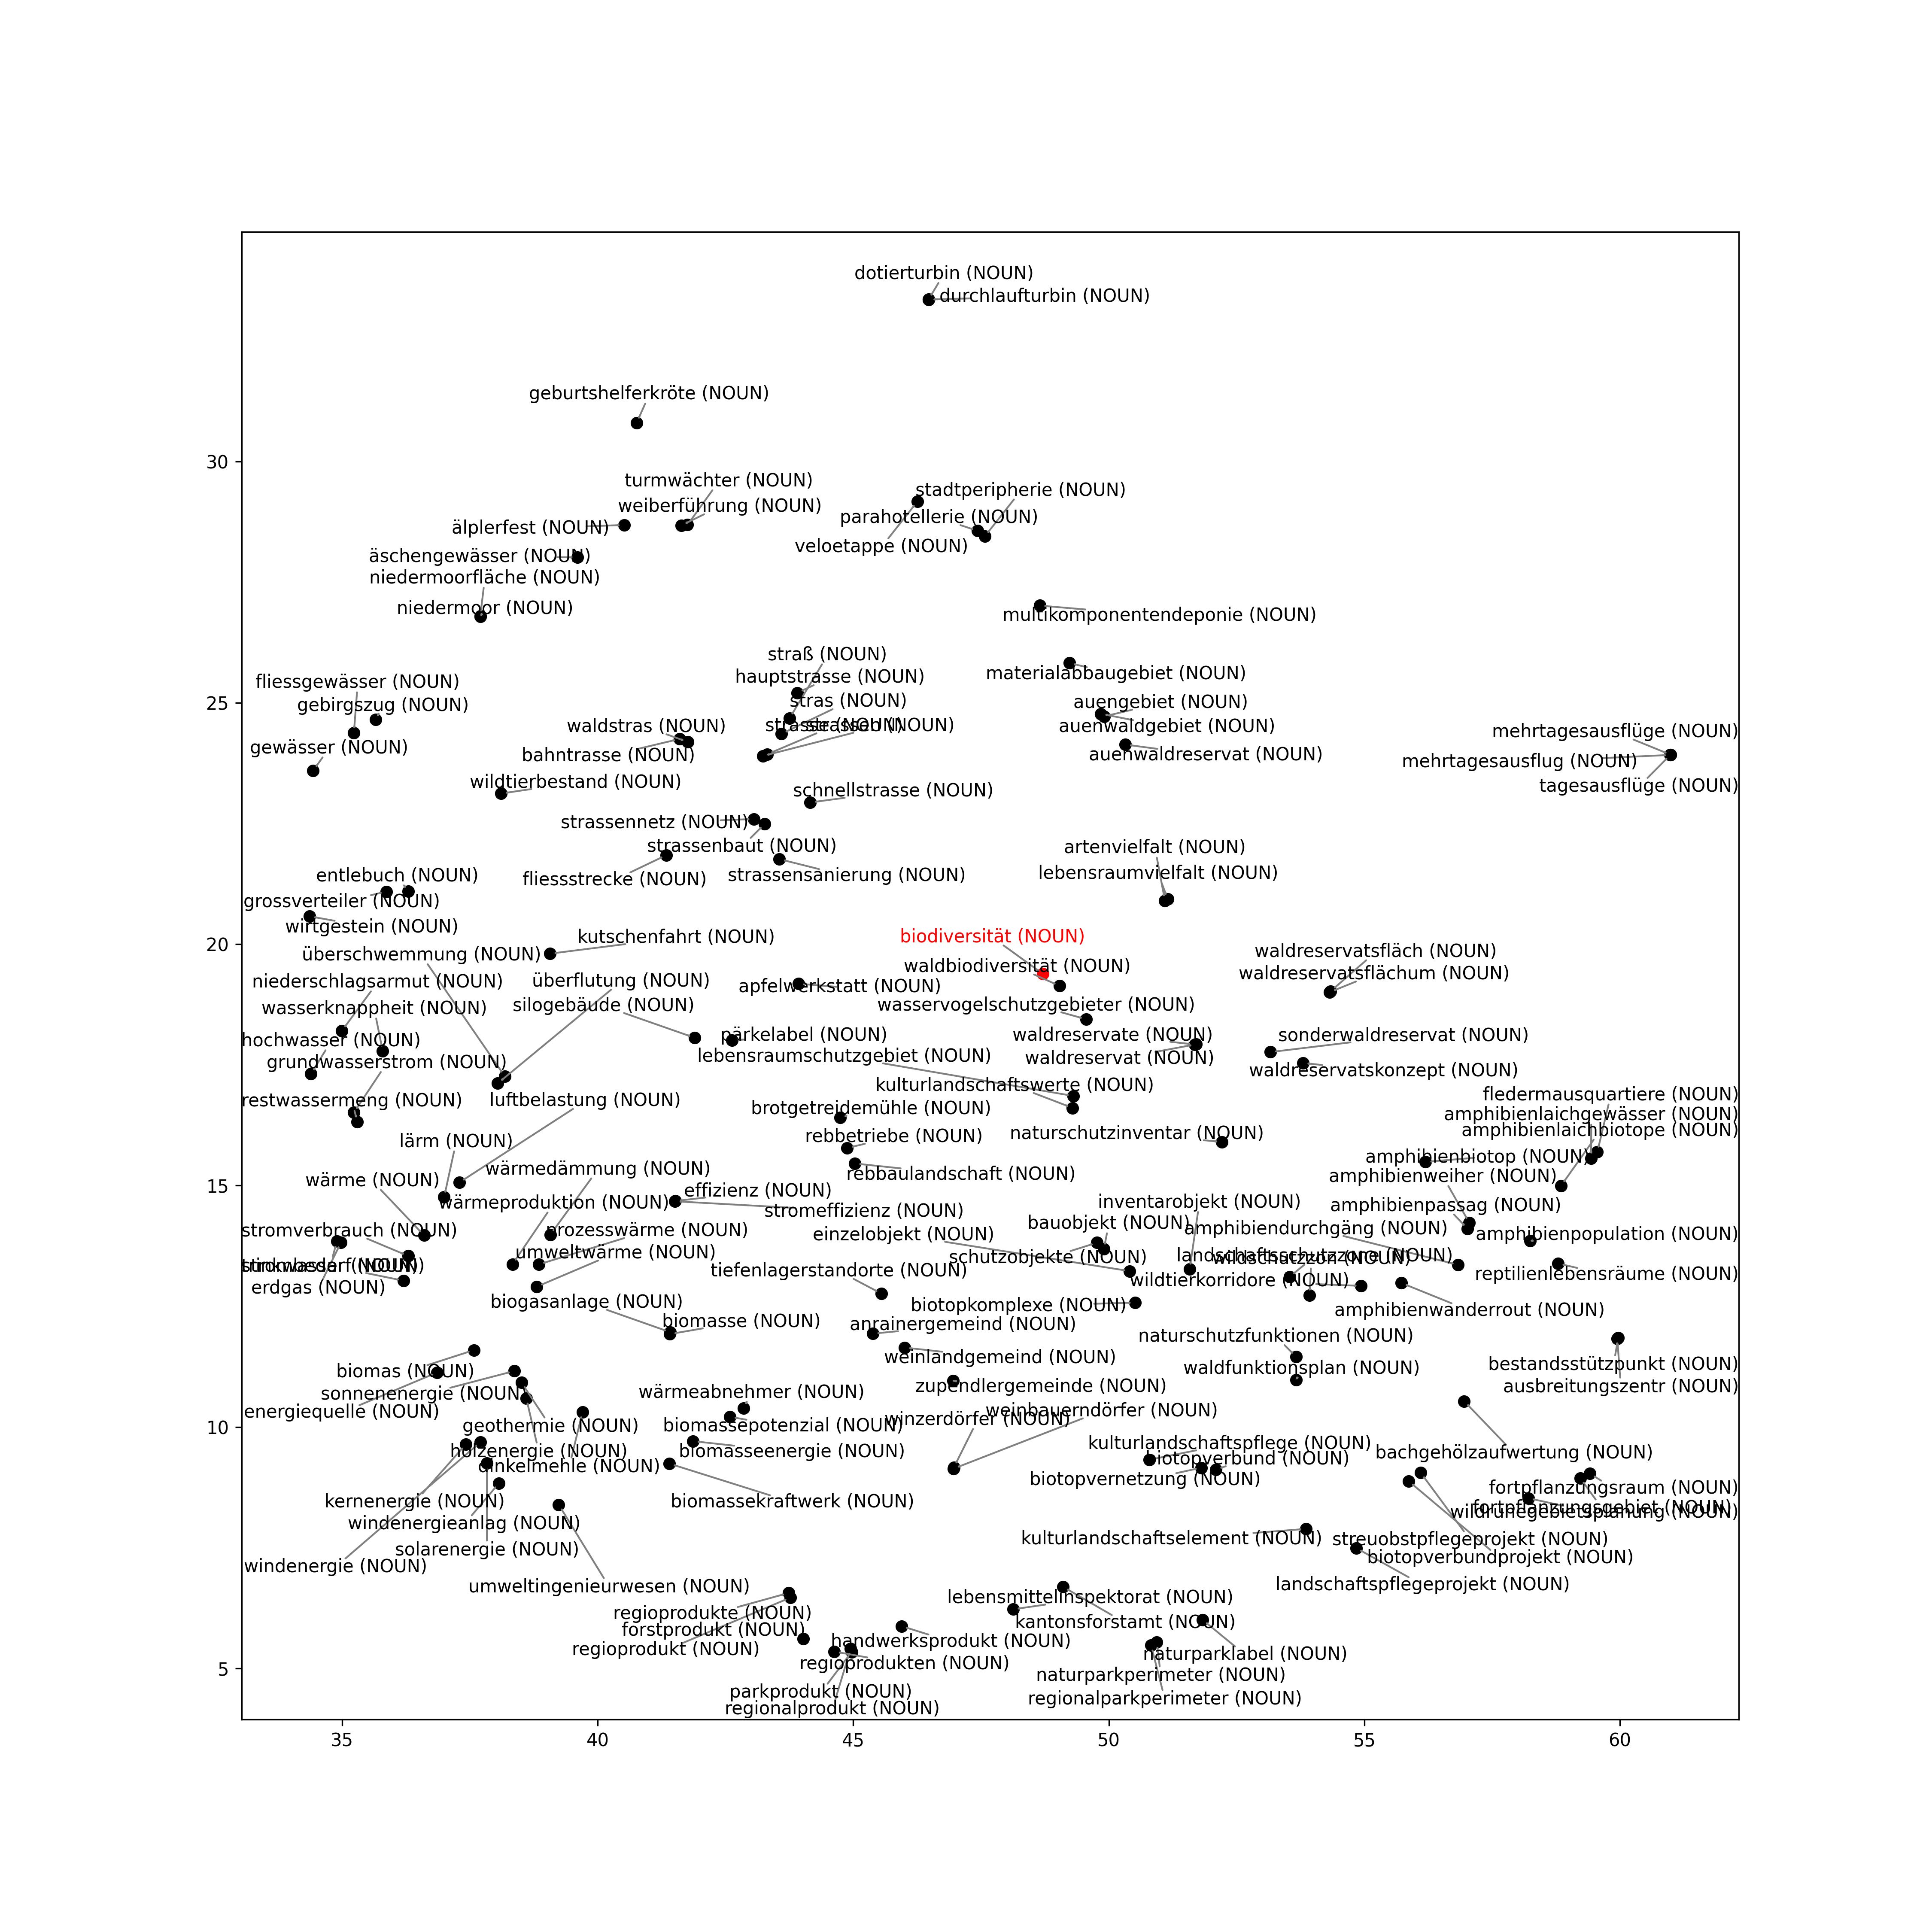 dotierturbin (NOUN)
durchlaufturbin (NOUN)
geburtshelferkröte (NOUN)
30
turmwächter (NOUN)
stadtperipherie (NOUN)
weiberführung (NOUN)
parahotellerie (NOUN)
älplerfest (NOUN)
veloetappe (NOUN)
äschengewässer (NOUN)
niedermoorfläche (NOUN)
niedermoor (NOUN)
multikomponentendeponie (NOUN)
straß (NOUN)
hauptstrasse (NOUN)
materialabbaugebiet (NOUN)
fliessgewässer (NOUN)
gebirgszug (NOUN)
stras (NOUN)
auengebiet (NOUN)
25
waldstras (NOUN)
strasse (NOUN)
strassen (NOUN)
auenwaldgebiet (NOUN)
mehrtagesausflüge (NOUN)
gewässer (NOUN)
bahntrasse (NOUN)
auenwaldreservat (NOUN)
mehrtagesausflug (NOUN)
wildtierbestand (NOUN)
tagesausflüge (NOUN)
schnellstrasse (NOUN)
strassennetz (NOUN)
strassenbaut (NOUN)
artenvielfalt (NOUN)
entlebuch (NOUN)
fliessstrecke (NOUN)
strassensanierung (NOUN)
lebensraumvielfalt (NOUN)
grossverteiler (NOUN)
wirtgestein (NOUN)
20
kutschenfahrt (NOUN)
biodiversität (NOUN)
überschwemmung (NOUN)
waldreservatsfläch (NOUN)
waldbiodiversität (NOUN)
waldreservatsflächum (NOUN)
niederschlagsarmut (NOUN)
überflutung (NOUN)
apfelwerkstatt (NOUN)
wasserknappheit (NOUN)
silogebäude (NOUN)
wasservogelschutzgebieter (NOUN)
hochwasser (NOUN)
pärkelabel (NOUN)
waldreservate (NOUN)
sonderwaldreservat (NOUN)
grundwasserstrom (NOUN)
lebensraumschutzgebiet (NOUN)
waldreservat (NOUN)
waldreservatskonzept (NOUN)
kulturlandschaftswerte (NOUN)
fledermausquartiere (NOUN)
restwassermeng (NOUN)
luftbelastung (NOUN)
brotgetreidemühle (NOUN)
amphibienlaichgewässer (NOUN)
amphibienlaichbiotope (NOUN)
lärm (NOUN)
rebbetriebe (NOUN)
naturschutzinventar (NOUN)
amphibienbiotop (NOUN)
15
wärme (NOUN)
wärmedämmung (NOUN)
rebbaulandschaft (NOUN)
amphibienweiher (NOUN)
wärmeproduktion (NOUN)
effizienz (NOUN)
stromeffizienz (NOUN)
inventarobjekt (NOUN)
amphibienpassag (NOUN)
stromverbrauch (NOUN)
prozesswärme (NOUN)
einzelobjekt (NOUN)
bauobjekt (NOUN)
amphibiendurchgäng (NOUN)
amphibienpopulation (NOUN)
umweltwärme (NOUN)
schutzobjekte (NOUN)
landschaftsschutzzone (NOUN)
wildschutzzon (NOUN)
erdgas (NOUN)
tiefenlagerstandorte (NOUN)
wildtierkorridore (NOUN)
reptilienlebensräume (NOUN)
biogasanlage (NOUN)
biotopkomplexe (NOUN)
amphibienwanderrout (NOUN)
biomasse (NOUN)
anrainergemeind (NOUN)
naturschutzfunktionen (NOUN)
biomas (NOUN)
weinlandgemeind (NOUN)
waldfunktionsplan (NOUN)
bestandsstützpunkt (NOUN)
sonnenenergie (NOUN)
wärmeabnehmer (NOUN)
zupendlergemeinde (NOUN)
ausbreitungszentr (NOUN)
energiequelle (NOUN)
10
geothermie (NOUN)
biomassepotenzial (NOUN)
winzerdörfer (NOUN)
weinbauerndörfer (NOUN)
holzenergie (NOUN)
biomasseenergie (NOUN)
kulturlandschaftspflege (NOUN)
bachgehölzaufwertung (NOUN)
dinkelmehle (NOUN)
biotopverbund (NOUN)
biotopvernetzung (NOUN)
kernenergie (NOUN)
biomassekraftwerk (NOUN)
fortpflanzungsraum (NOUN)
fortpflanzungsgebiet (NOUN)
wildruhegebietsplanung (NOUN)
windenergieanlag (NOUN)
kulturlandschaftselement (NOUN)
streuobstpflegeprojekt (NOUN)
solarenergie (NOUN)
biotopverbundprojekt (NOUN)
windenergie (NOUN)
umweltingenieurwesen (NOUN)
landschaftspflegeprojekt (NOUN)
lebensmittelinspektorat (NOUN)
regioprodukte (NOUN)
kantonsforstamt (NOUN)
forstprodukt (NOUN)
handwerksprodukt (NOUN)
regioprodukt (NOUN)
naturparklabel (NOUN)
5
regioprodukten (NOUN)
naturparkperimeter (NOUN)
parkprodukt (NOUN)
regionalparkperimeter (NOUN)
regionalprodukt (NOUN)
35
40
45
50
55
60